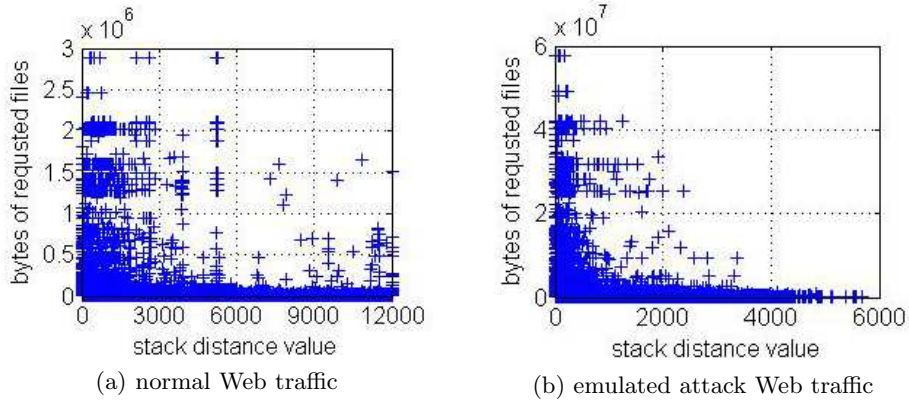 x 10^6
3
2.5
2
1.5
1
0.5
0
0 3000 6000 9000 12000
bytes of requsted files
stack distance value
(a) normal Web traffic
x 10^7
6
4
2
0
0 2000 4000 6000
bytes of requsted files
stack distance value
(b) emulated attack Web traffic